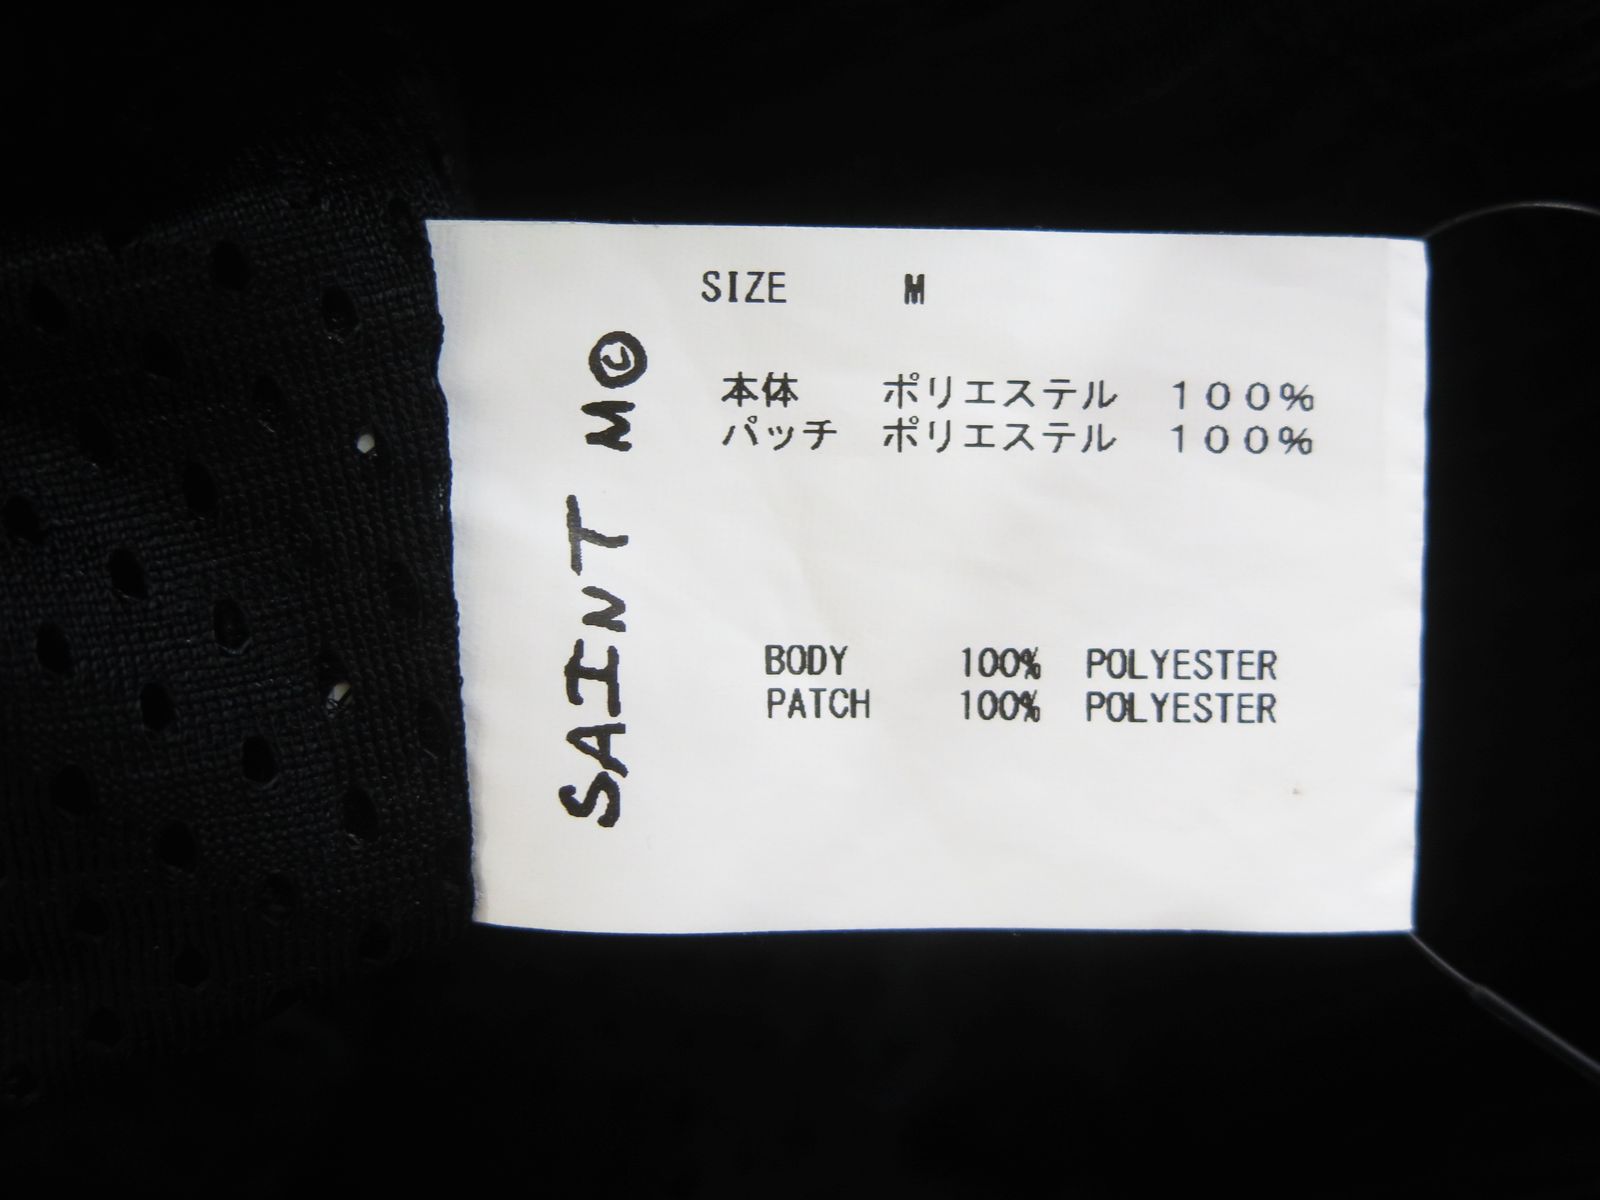 SIZE M
本体 ポリエステル 100%
パッチ ポリエステル 100%
BODY 100% POLYESTER
PATCH 100% POLYESTER
SAINT M©